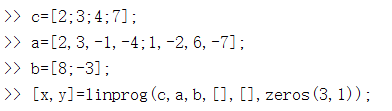 >> c=[2;3;4;7];
>> a=[2,3,-1,-4;1,-2,6,-7];
>> b=[8;-3];
>> [x,y]=linprog(c,a,b,[],[],zeros(3,1));